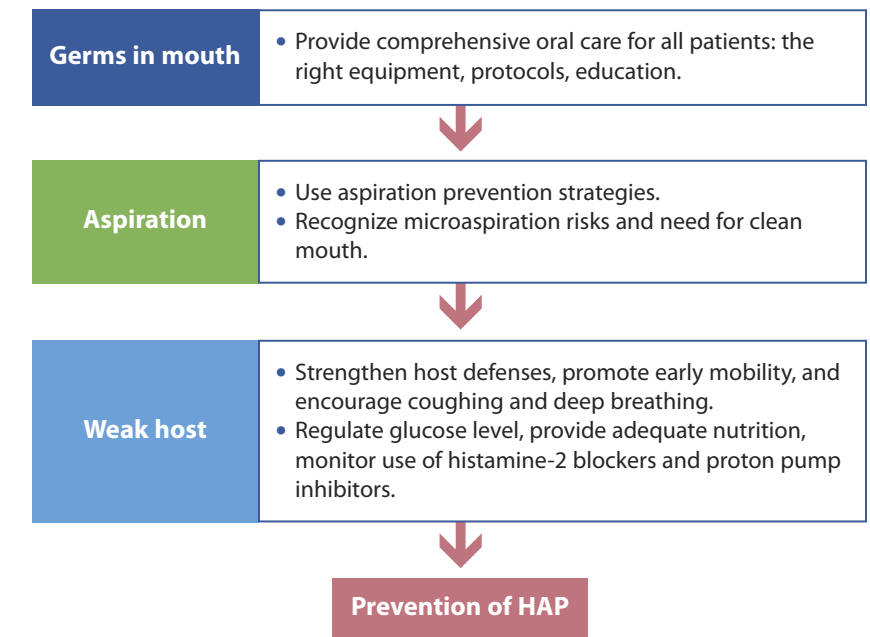 Germs in mouth
• Provide comprehensive oral care for all patients: the
right equipment, protocols, education.
Aspiration
• Use aspiration prevention strategies.
• Recognize microaspiration risks and need for clean
mouth.
Weak host
• Strengthen host defenses, promote early mobility, and
encourage coughing and deep breathing.
• Regulate glucose level, provide adequate nutrition,
monitor use of histamine-2 blockers and proton pump
inhibitors.
Prevention of HAP